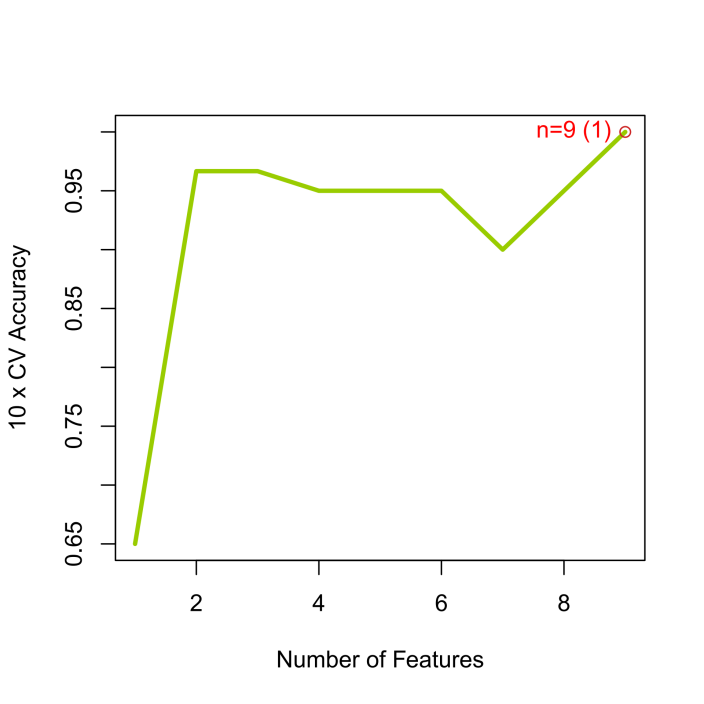 n=9 (1)
0.95
0.85
0.75
0.65
10 x CV Accuracy
2 4 6 8
Number of Features